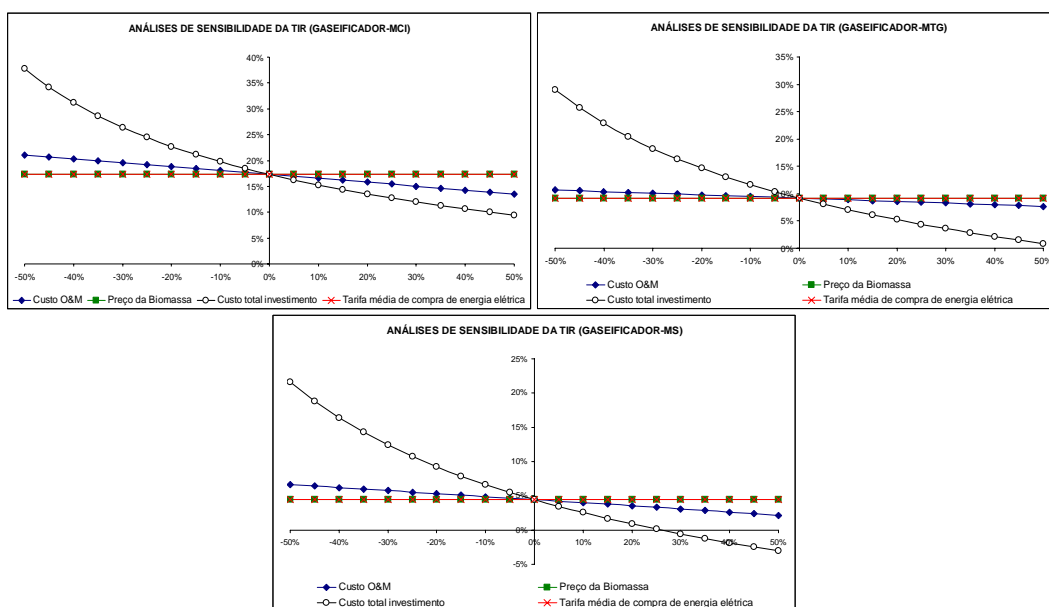 ANÁLISES DE SENSIBILIDADE DA TIR (GASEIFICADOR-MCI)
40%
35%
30%
25%
20%
15%
10%
5%
0%
-50% -40% -30% -20% -10% 0% 10% 20% 30% 40% 50%
Custo O&M Preço da Biomassa Custo total investimento Tarifa média de compra de energia elétrica
ANÁLISES DE SENSIBILIDADE DA TIR (GASEIFICADOR-MTG)
35%
30%
25%
20%
15%
10%
5%
0%
-50% -40% -30% -20% -10% 0% 10% 20% 30% 40% 50%
Custo O&M Preço da Biomassa
Custo total investimento Tarifa média de compra de energia elétrica
ANÁLISES DE SENSIBILIDADE DA TIR (GASEIFICADOR-MS)
25%
20%
15%
10%
5%
0%
-50% -40% -30% -20% -10% 0% 10% 20% 30% 40% 50%
-5%
Custo O&M Preço da Biomassa
Custo total investimento Tarifa média de compra de energia elétrica